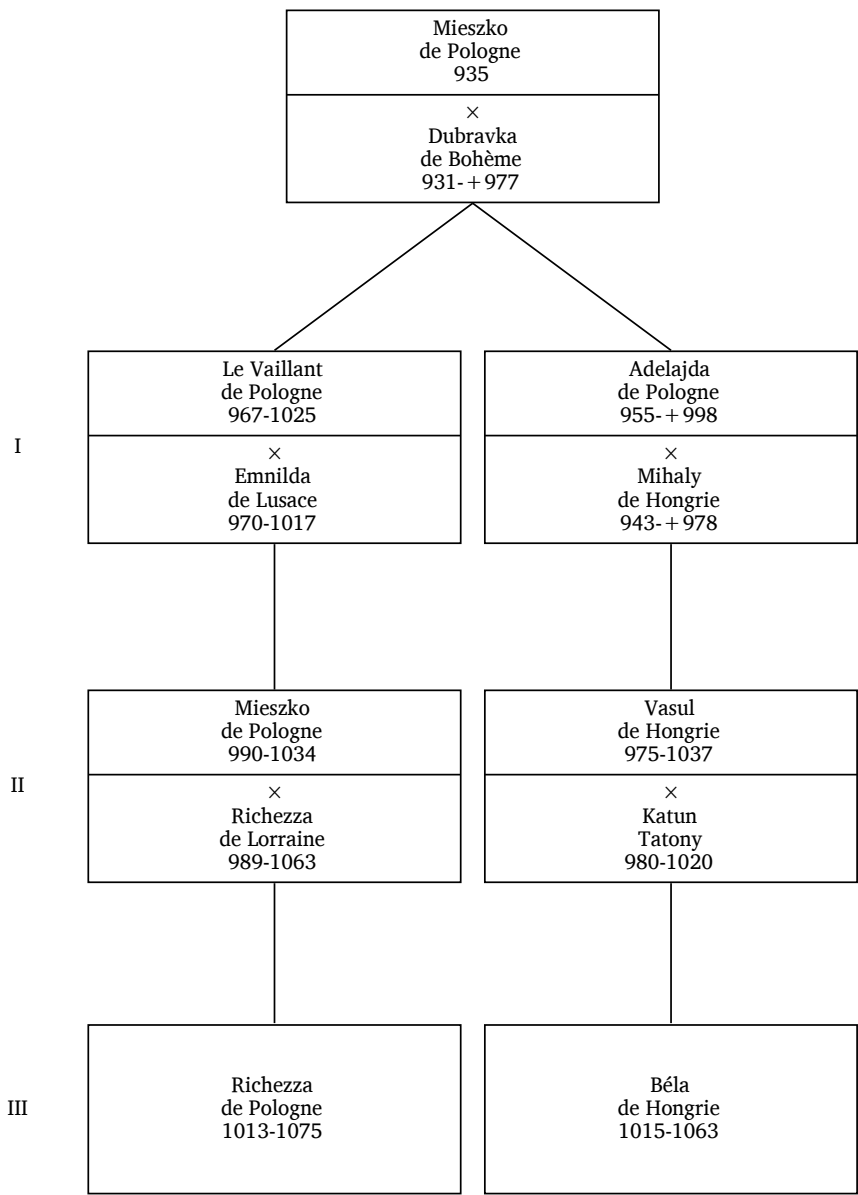 Mieszko
de Pologne
935
×
Dubravka
de Bohème
931-+977
I
Le Vaillant
de Pologne
967-1025
×
Emnilda
de Lusace
970-1017
Adelajda
de Pologne
955-+998
×
Mihaly
de Hongrie
943-+978
II
Mieszko
de Pologne
990-1034
×
Richezza
de Lorraine
989-1063
Vasul
de Hongrie
975-1037
×
Katun
Tatony
980-1020
III
Richezza
de Pologne
1013-1075
Béla
de Hongrie
1015-1063